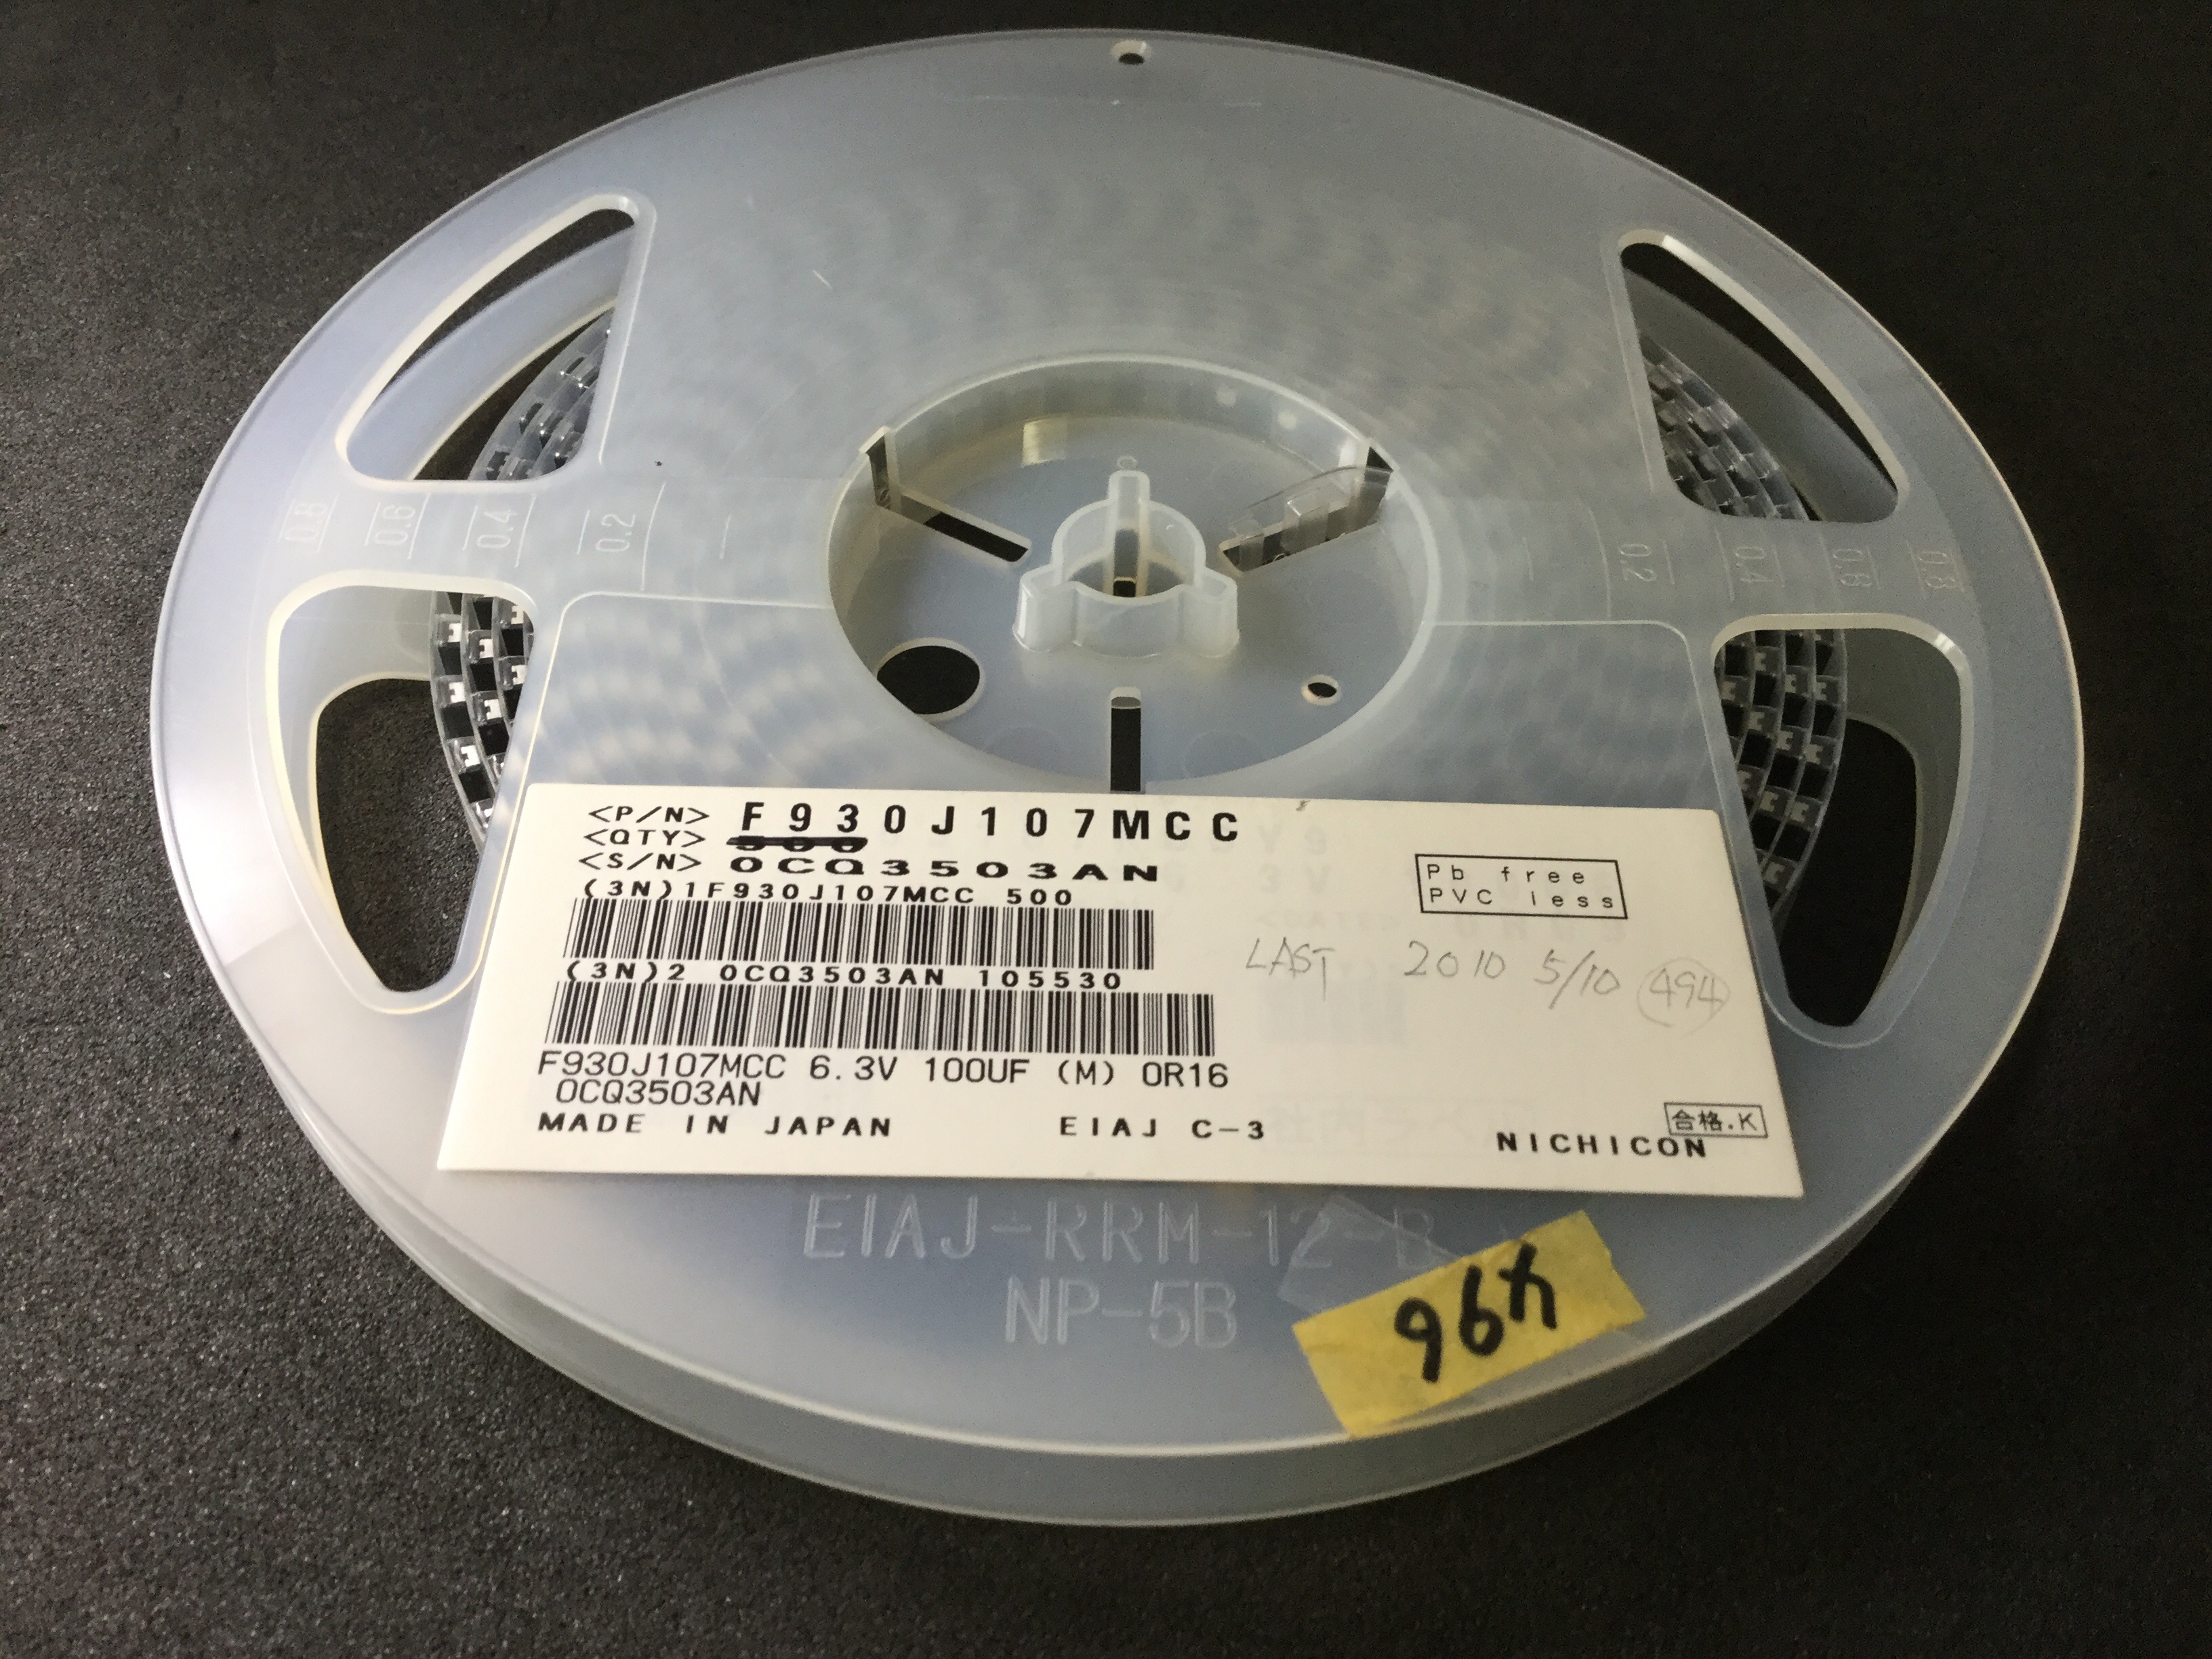 0.8 0.6 0.4 0.2
0.2 0.4 0.6 0.8
<P/N> F930J107MCC
<QTY> 500
<S/N> 0CQ3503AN
(3N)1F930J107MCC 500
(3N)2 0CQ3503AN 105530
F930J107MCC 6.3V 100UF (M) 0R16
0CQ3503AN
MADE IN JAPAN EIAJ C-3
NICHICON
Pb free
PVC less
LAST 2010 5/10 494
合格.K
EIAJ-RRM-12-B
NP-5B